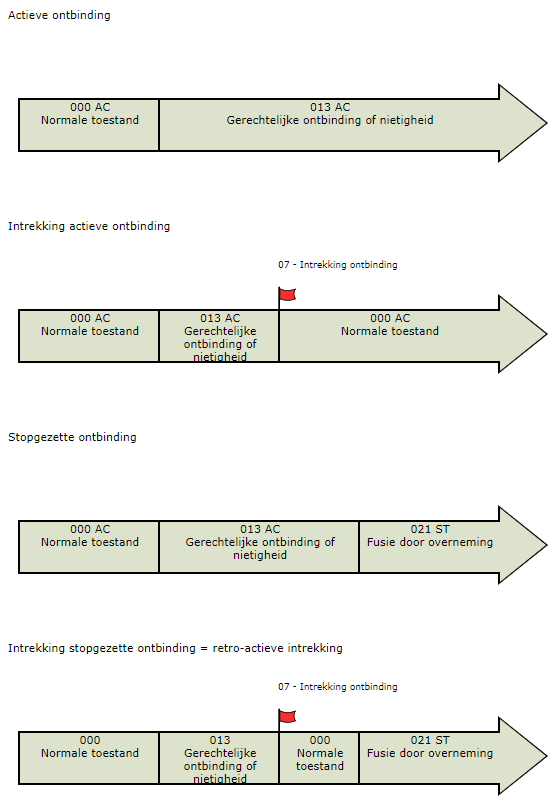 Actieve ontbinding
000 AC
Normale toestand
013 AC
Gerechtelijke ontbinding of nietigheid
Intrekking actieve ontbinding
07 - Intrekking ontbinding
000 AC
Normale toestand
013 AC
Gerechtelijke
ontbinding of
nietigheid
000 AC
Normale toestand
Stopgezette ontbinding
000 AC
Normale toestand
013 AC
Gerechtelijke ontbinding of
nietigheid
021 ST
Fusie door overneming
Intrekking stopgezette ontbinding = retro-actieve intrekking
07 - Intrekking ontbinding
000
Normale toestand
013
Gerechtelijke
ontbinding of
nietigheid
000
Normale
toestand
021 ST
Fusie door overneming